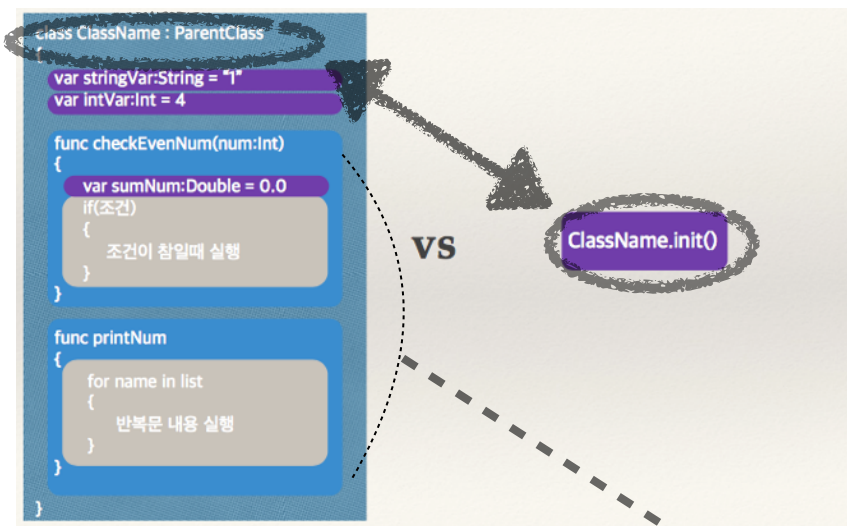 class ClassName : ParentClass
{
var stringVar:String = "1"
var intVar:Int = 4
func checkEvenNum(num:Int)
{
var sumNum:Double = 0.0
if(조건)
{
조건이 참일때 실행
}
}
func printNum
{
for name in list
{
반복문 내용 실행
}
}
}
vs
ClassName.init()